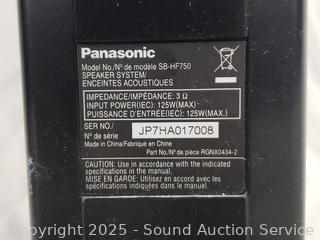 Panasonic
Model No./Nº de modèle SB-HF750
SPEAKER SYSTEM/
ENCEINTES ACOUSTIQUES
IMPEDANCE/IMPÉDANCE: 3 Ω
INPUT POWER(IEC): 125W(MAX)
PUISSANCE D'ENTRÉE(IEC): 125W(MAX.)
SER NO./
Nº de série
JP7HA017008
Made in China/Fabriqué en Chine
Part No./Nº de pièce RGNX0434-2
CAUTION: Use in accordance with the indicated
specifications in the manual.
MISE EN GARDE: Utilisez en accord avec les
spécifications indiquées dans le manuel.
Copyright 2025 - Sound Auction Service